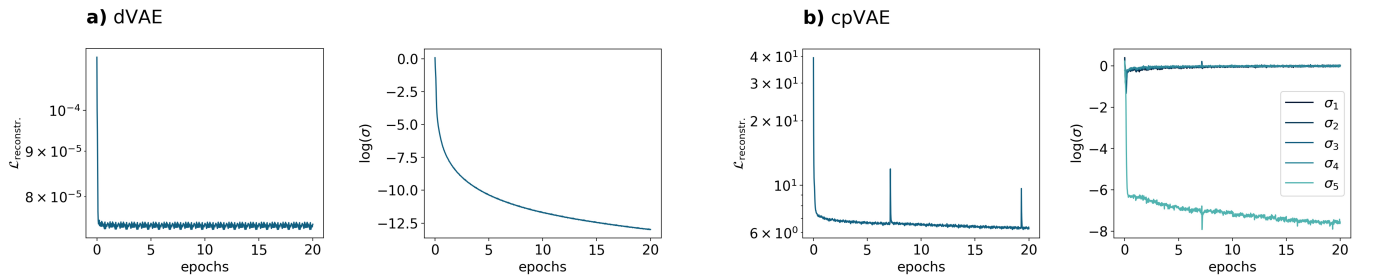 a) dVAE
10⁻⁴
9 × 10⁻⁵
8 × 10⁻⁵
ℒreconstr.
0 5 10 15 20
epochs
0.0
−2.5
−5.0
−7.5
−10.0
−12.5
log(σ)
0 5 10 15 20
epochs
b) cpVAE
4 × 10¹
3 × 10¹
2 × 10¹
10¹
6 × 10⁰
ℒreconstr.
0 5 10 15 20
epochs
0
−2
−4
−6
−8
log(σ)
σ₁
σ₂
σ₃
σ₄
σ₅
0 5 10 15 20
epochs